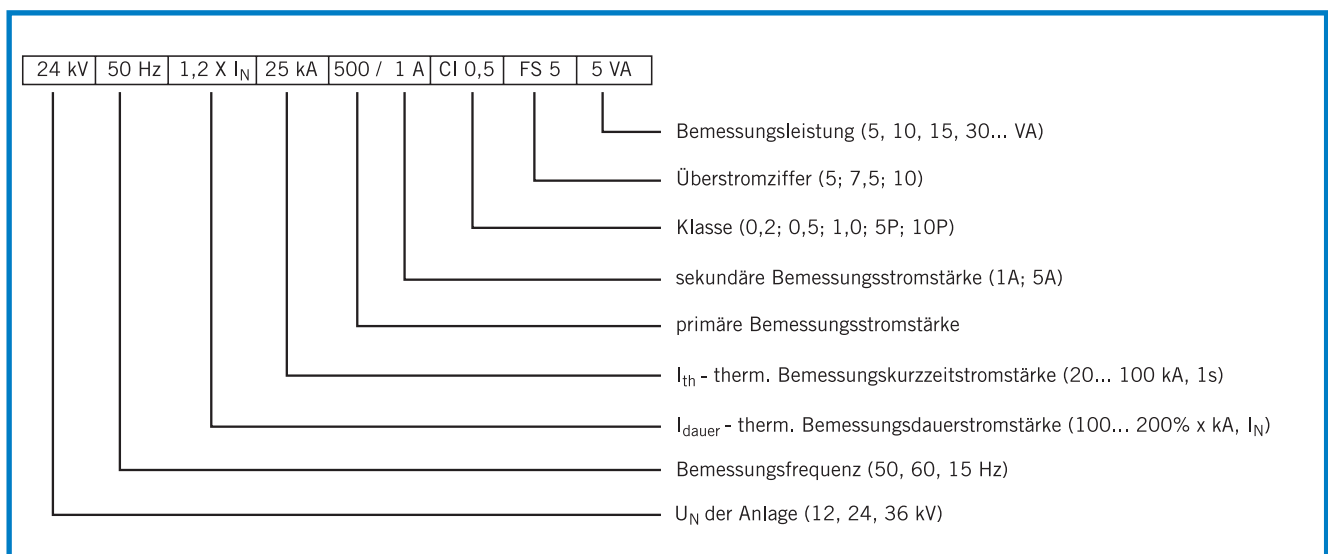 24 kV 50 Hz 1,2 X I_N 25 kA 500 / 1 A Cl 0,5 FS 5 5 VA
Bemessungsleistung (5, 10, 15, 30... VA)
Überstromziffer (5; 7,5; 10)
Klasse (0,2; 0,5; 1,0; 5P; 10P)
sekundäre Bemessungsstromstärke (1A; 5A)
primäre Bemessungsstromstärke
I_th - therm. Bemessungskurzzeitstromstärke (20... 100 kA, 1s)
I_dauer - therm. Bemessungsdauerstromstärke (100... 200% x kA, I_N)
Bemessungsfrequenz (50, 60, 15 Hz)
U_N der Anlage (12, 24, 36 kV)